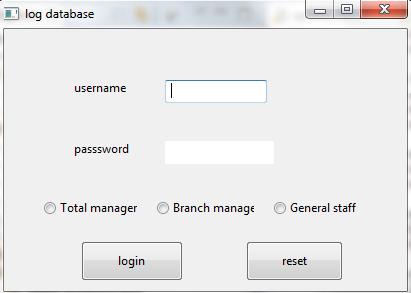 log database
username
passsword
Total manager Branch manage General staff
login reset